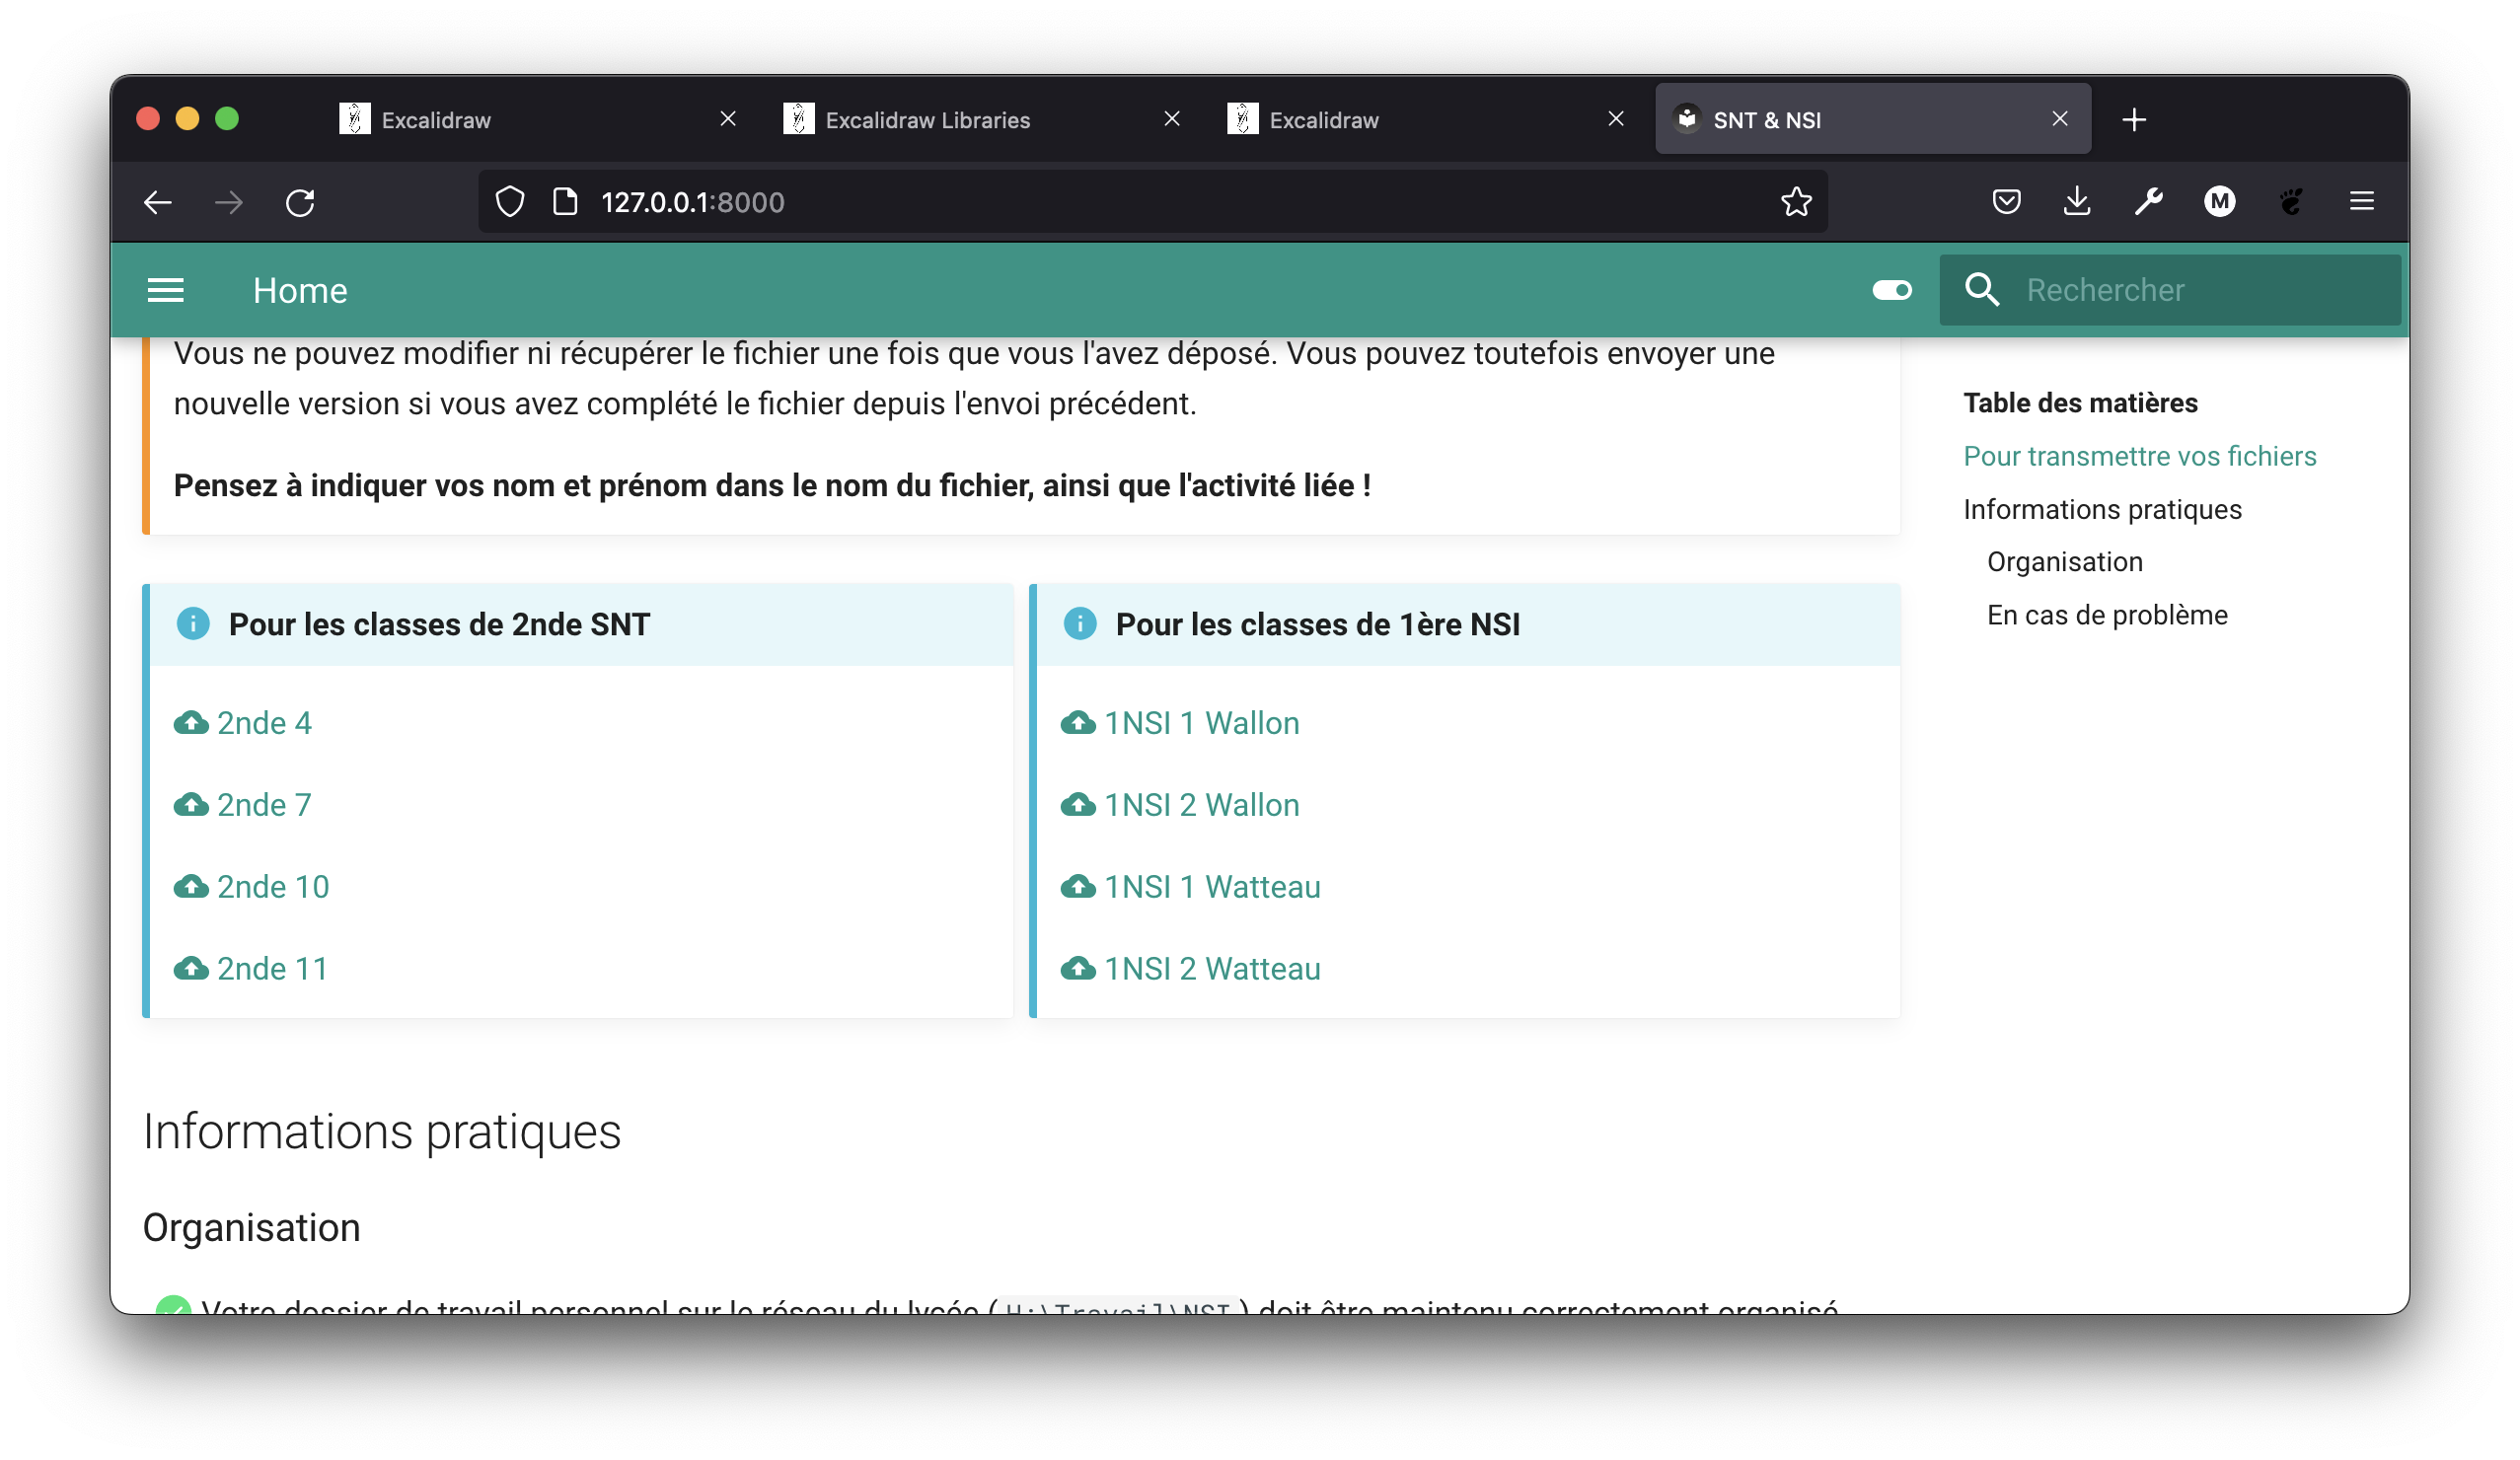 Excalidraw
Excalidraw Libraries
Excalidraw
SNT & NSI
127.0.0.1:8000
M
Home
Rechercher
Vous ne pouvez modifier ni récupérer le fichier une fois que vous l'avez déposé. Vous pouvez toutefois envoyer une
nouvelle version si vous avez complété le fichier depuis l'envoi précédent.
Pensez à indiquer vos nom et prénom dans le nom du fichier, ainsi que l'activité liée !
Pour les classes de 2nde SNT
2nde 4
2nde 7
2nde 10
2nde 11
Pour les classes de 1ère NSI
1NSI 1 Wallon
1NSI 2 Wallon
1NSI 1 Watteau
1NSI 2 Watteau
Informations pratiques
Organisation
Votre dossier de travail personnel sur le réseau du lycée (H:\Travail\NSI) doit être maintenu correctement organisé
Table des matières
Pour transmettre vos fichiers
Informations pratiques
Organisation
En cas de problème